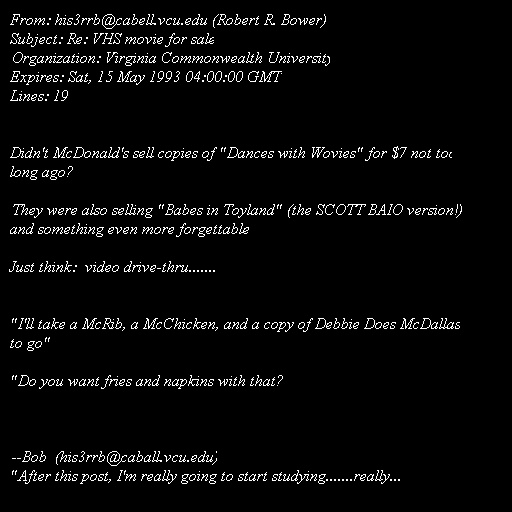 From: his3rrb@cabell.vcu.edu (Robert R. Bower)
Subject: Re: VHS movie for sale
Organization: Virginia Commonwealth University
Expires: Sat, 15 May 1993 04:00:00 GMT
Lines: 19
Didn't McDonald's sell copies of "Dances with Wovies" for $7 not too
long ago?
They were also selling "Babes in Toyland" (the SCOTT BAIO version!)
and something even more forgettable
Just think:  video drive-thru.......
"I'll take a McRib, a McChicken, and a copy of Debbie Does McDallas
to go"
"Do you want fries and napkins with that?
--Bob  (his3rrb@caball.vcu.edu)
"After this post, I'm really going to start studying.......really...